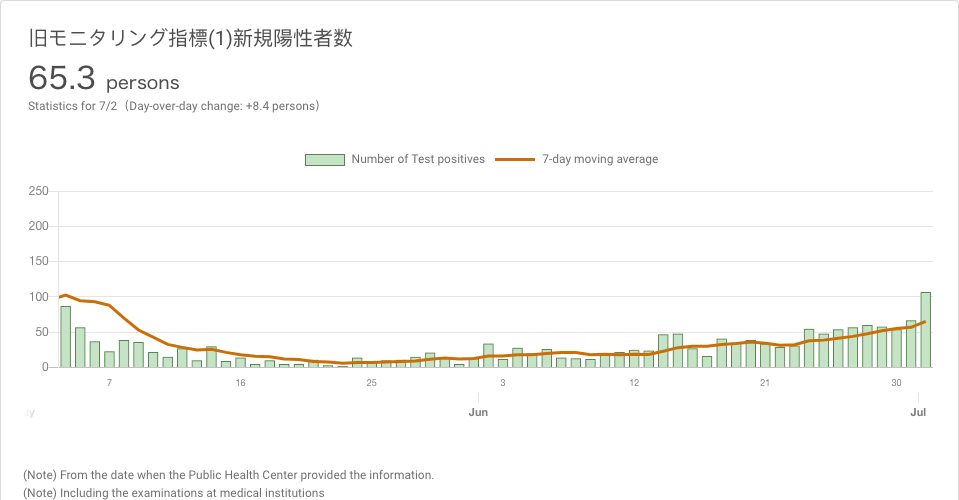 旧モニタリング指標(1)新規陽性者数
65.3 persons
Statistics for 7/2 (Day-over-day change: +8.4 persons)
Number of Test positives 7-day moving average
250
200
150
100
50
0
7 16 25 3 12 21 30
ay Jun Jul
(Note) From the date when the Public Health Center provided the information.
(Note) Including the examinations at medical institutions